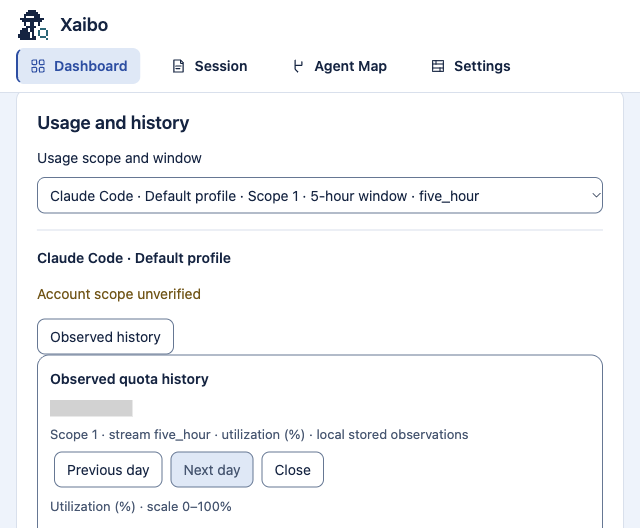 Xaibo
Dashboard
Session
Agent Map
Settings
Usage and history
Usage scope and window
Claude Code · Default profile · Scope 1 · 5-hour window · five_hour
Claude Code · Default profile
Account scope unverified
Observed history
Observed quota history
Scope 1 · stream five_hour · utilization (%) · local stored observations
Previous day
Next day
Close
Utilization (%) · scale 0–100%